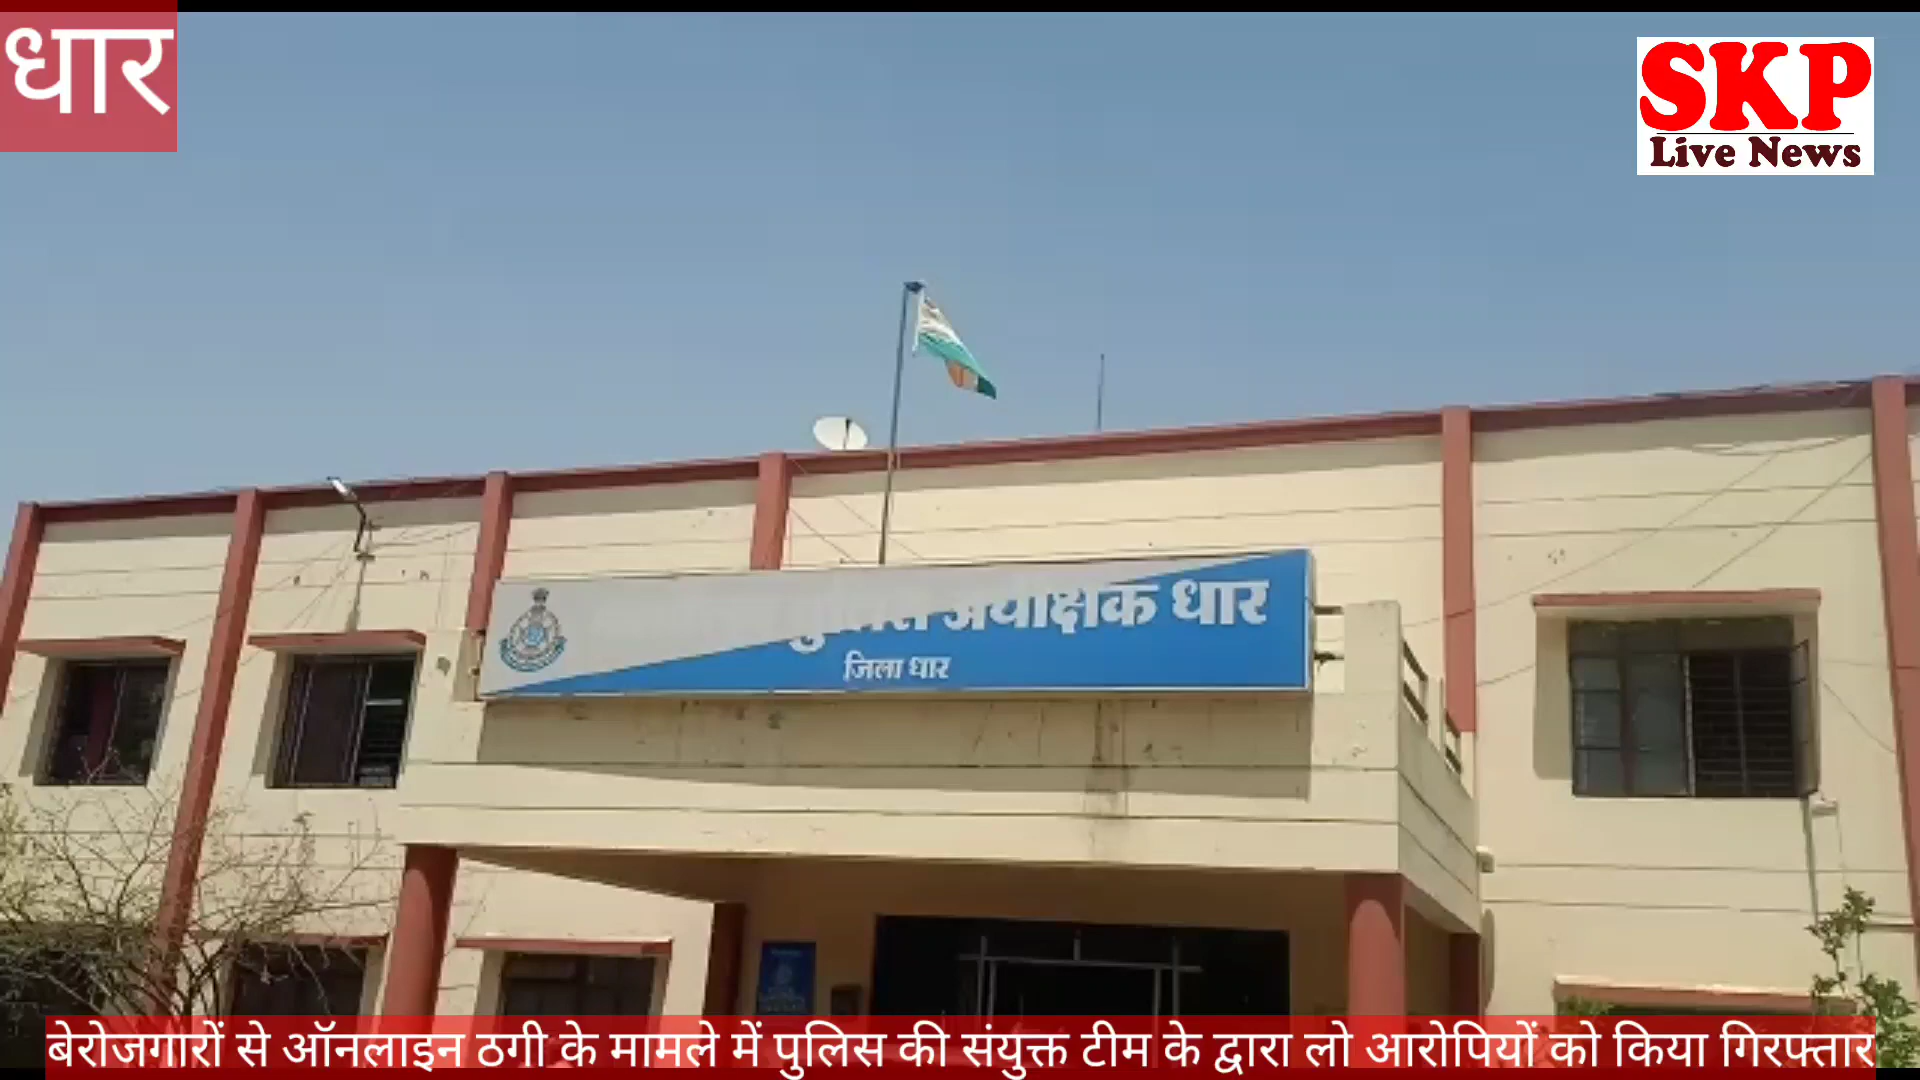 धार
SKP
Live News
पुलिस अधीक्षक धार
जिला धार
बेरोजगारों से ऑनलाइन ठगी के मामले में पुलिस की संयुक्त टीम के द्वारा लो आरोपियों को किया गिरफ्तार